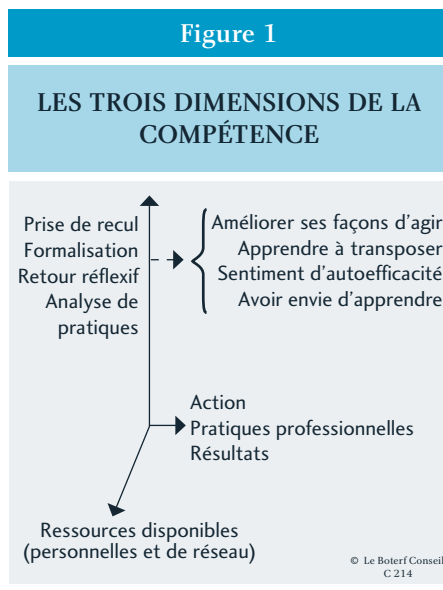 Figure 1
LES TROIS DIMENSIONS DE LA
COMPÉTENCE
Prise de recul
Formalisation
Retour réflexif
Analyse de
pratiques
Améliorer ses façons d'agir
Apprendre à transposer
Sentiment d'autoefficacité
Avoir envie d'apprendre
Action
Pratiques professionnelles
Résultats
Ressources disponibles
(personnelles et de réseau)
© Le Boterf Conseil
C 214